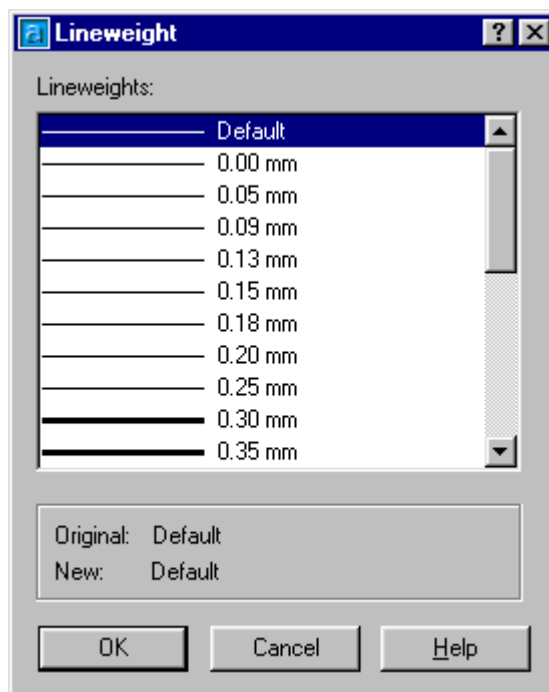 a Lineweight ? X
Lineweights:
Default
0.00 mm
0.05 mm
0.09 mm
0.13 mm
0.15 mm
0.18 mm
0.20 mm
0.25 mm
0.30 mm
0.35 mm
Original: Default
New: Default
OK Cancel Help